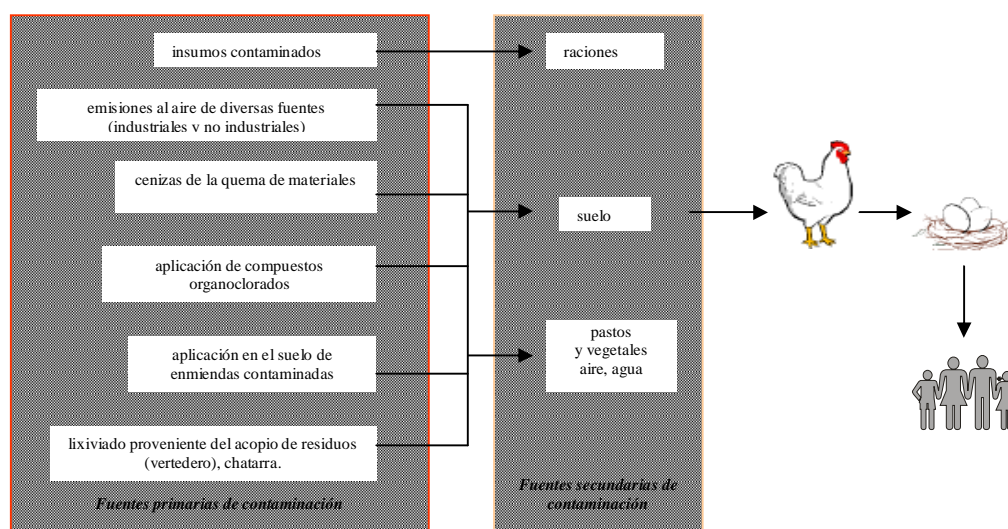 insumos contaminados
emisiones al aire de diversas fuentes
(industriales y no industriales)
cenizas de la quema de materiales
aplicación de compuestos
organoclorados
aplicación en el suelo de
enmiendas contaminadas
lixiviado proveniente del acopio de residuos
(vertedero), chatarra.
Fuentes primarias de contaminación
raciones
suelo
pastos
y vegetales
aire, agua
Fuentes secundarias de
contaminación